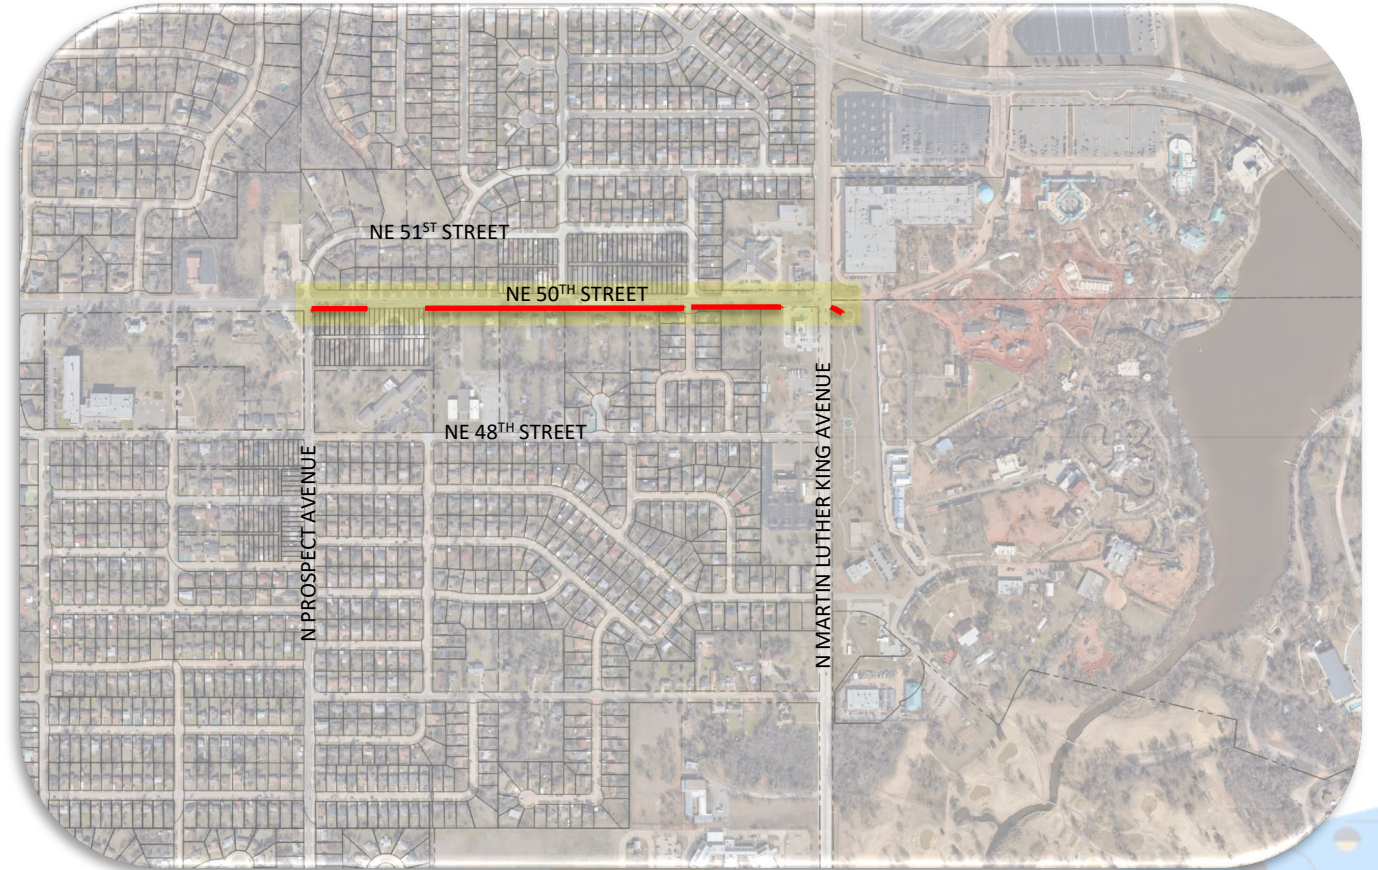 NE 51ST STREET
NE 50TH STREET
NE 48TH STREET
N PROSPECT AVENUE
N MARTIN LUTHER KING AVENUE